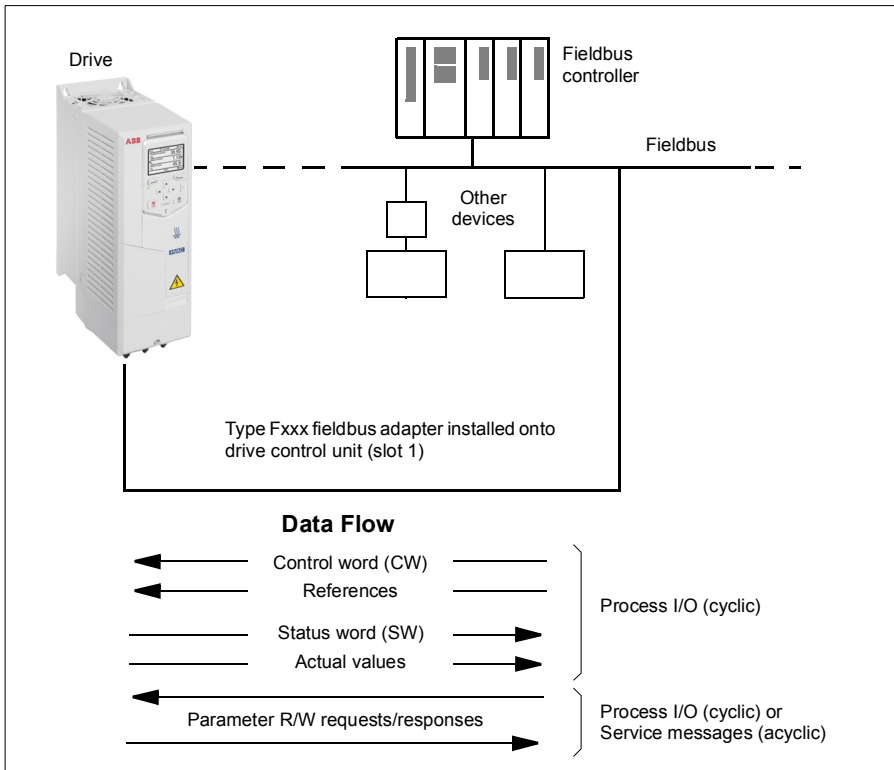 Drive
Fieldbus
controller
ABB
Fieldbus
Other
devices
Type Fxxx fieldbus adapter installed onto
drive control unit (slot 1)
Data Flow
Control word (CW)
References
Process I/O (cyclic)
Status word (SW)
Actual values
Parameter R/W requests/responses
Process I/O (cyclic) or
Service messages (acyclic)